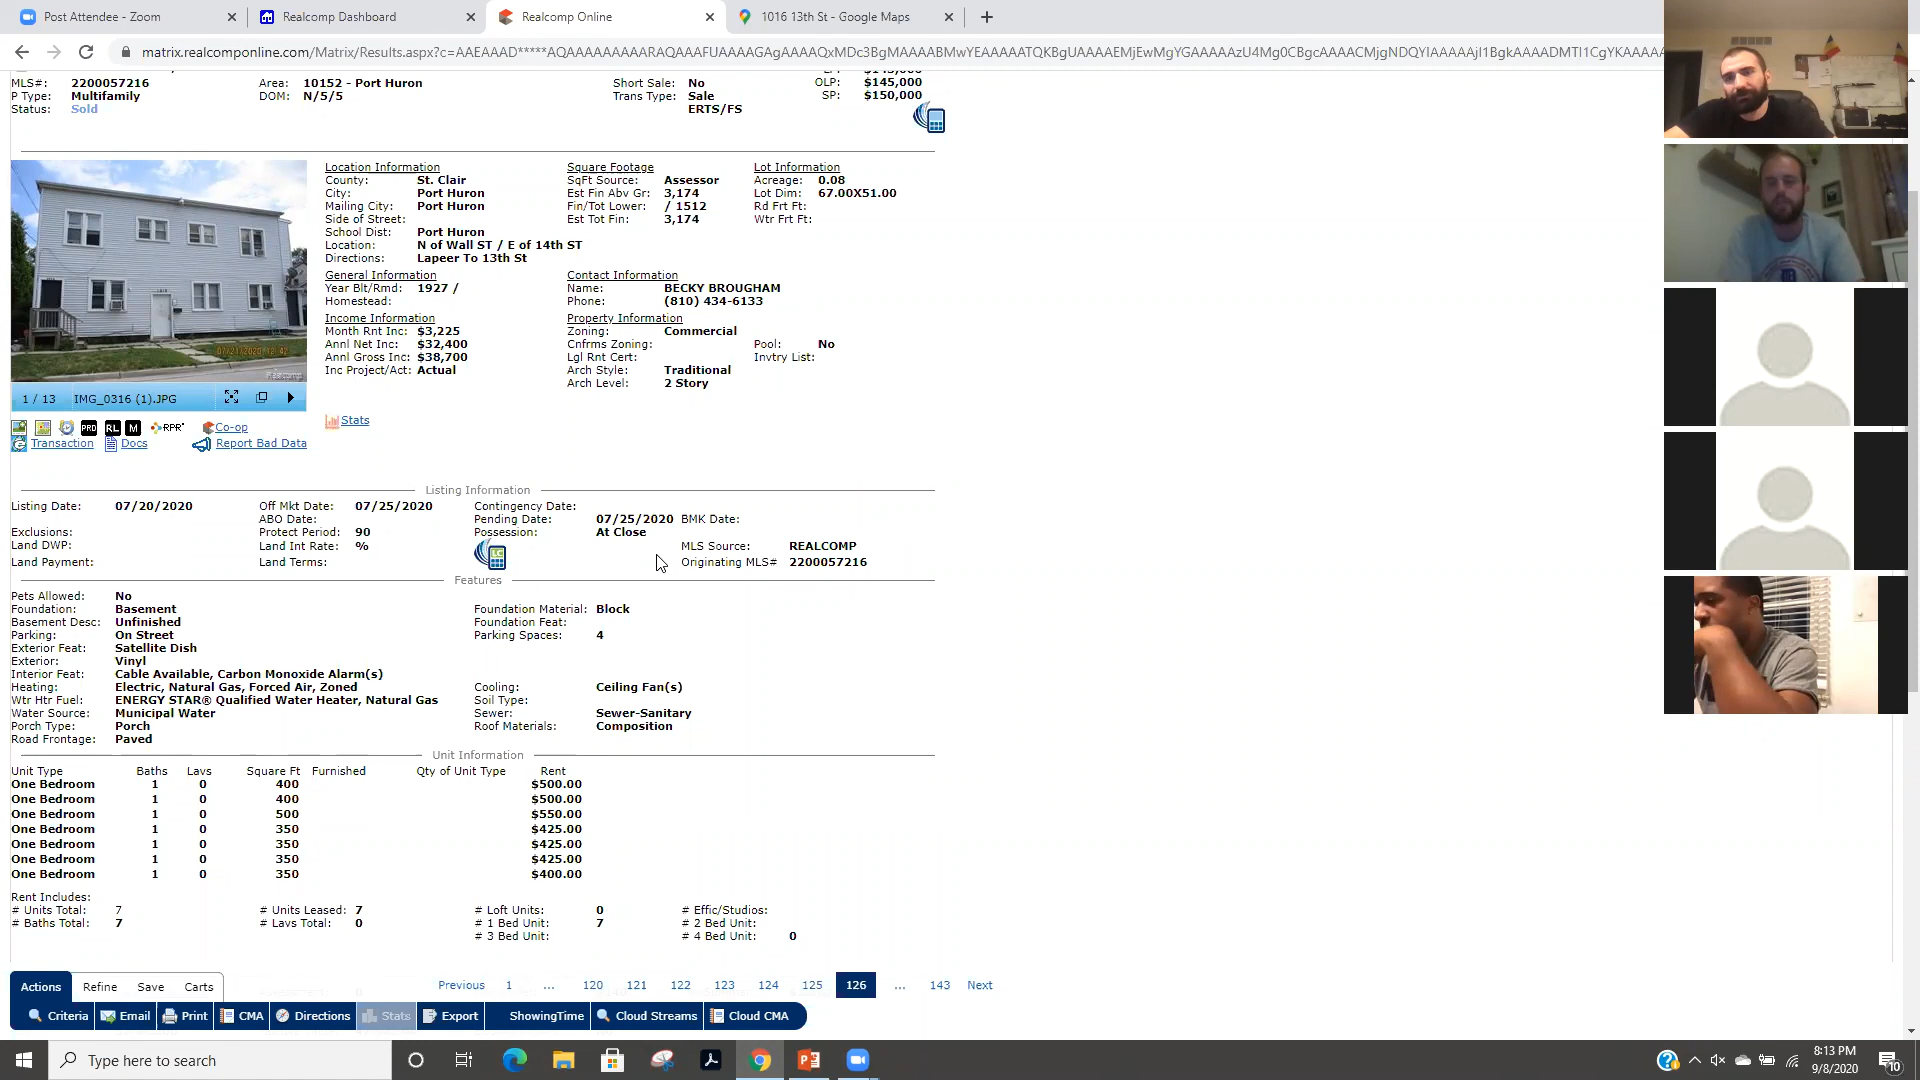 Post Attendee - Zoom
Realcomp Dashboard
Realcomp Online
1016 13th St - Google Maps
matrix.realcomponline.com/Matrix/Results.aspx?c=
MLS#: 2200057216 Area: 10152 - Port Huron Short Sale: No OLP: $145,000
P Type: Multifamily DOM: N/5/5 Trans Type: Sale SP: $150,000
Status: Sold ERTS/FS
Location Information Square Footage Lot Information
County: St. Clair SqFt Source: Assessor Acreage: 0.08
City: Port Huron Est Fin Abv Gr: 3,174 Lot Dim: 67.00X51.00
Mailing City: Port Huron Fin/Tot Lower: / 1512 Rd Frt Ft:
Side of Street: Est Tot Fin: 3,174 Wtr Frt Ft:
School Dist: Port Huron
Location: N of Wall ST / E of 14th ST
Directions: Lapeer To 13th St
General Information Contact Information
Year Blt/Rmd: 1927 / Name: BECKY BROUGHAM
Homestead: Phone: (810) 434-6133
Income Information Property Information
Month Rnt Inc: $3,225 Zoning: Commercial
Annl Net Inc: $32,400 Cnfrms Zoning: Pool: No
Annl Gross Inc: $38,700 Lgl Rnt Cert: Invtry List:
Inc Project/Act: Actual Arch Style: Traditional
Arch Level: 2 Story
Realcomp
1 / 13 IMG_0316 (1).JPG
PRD RL M RPR Co-op
Stats
Transaction Docs Report Bad Data
Listing Information
Listing Date: 07/20/2020 Off Mkt Date: 07/25/2020 Contingency Date:
ABO Date: Pending Date: 07/25/2020 BMK Date:
Exclusions: Protect Period: 90 Possession: At Close
Land DWP: Land Int Rate: % MLS Source: REALCOMP
Land Payment: Land Terms: LC Originating MLS# 2200057216
Features
Pets Allowed: No
Foundation: Basement Foundation Material: Block
Basement Desc: Unfinished Foundation Feat:
Parking: On Street Parking Spaces: 4
Exterior Feat: Satellite Dish
Exterior: Vinyl
Interior Feat: Cable Available, Carbon Monoxide Alarm(s)
Heating: Electric, Natural Gas, Forced Air, Zoned Cooling: Ceiling Fan(s)
Wtr Htr Fuel: ENERGY STAR® Qualified Water Heater, Natural Gas Soil Type:
Water Source: Municipal Water Sewer: Sewer-Sanitary
Porch Type: Porch Roof Materials: Composition
Road Frontage: Paved
Unit Information
Unit Type Baths Lavs Square Ft Furnished Qty of Unit Type Rent
One Bedroom 1 0 400 $500.00
One Bedroom 1 0 400 $500.00
One Bedroom 1 0 500 $550.00
One Bedroom 1 0 350 $425.00
One Bedroom 1 0 350 $425.00
One Bedroom 1 0 350 $425.00
One Bedroom 1 0 350 $400.00
Rent Includes:
# Units Total: 7 # Units Leased: 7 # Loft Units: 0 # Effic/Studios:
# Baths Total: 7 # Lavs Total: 0 # 1 Bed Unit: 7 # 2 Bed Unit:
# 3 Bed Unit: # 4 Bed Unit: 0
Actions Refine Save Carts Previous 1 ... 120 121 122 123 124 125 126 ... 143 Next
Criteria Email Print CMA Directions Stats Export ShowingTime Cloud Streams Cloud CMA
Type here to search
8:13 PM
9/8/2020
10